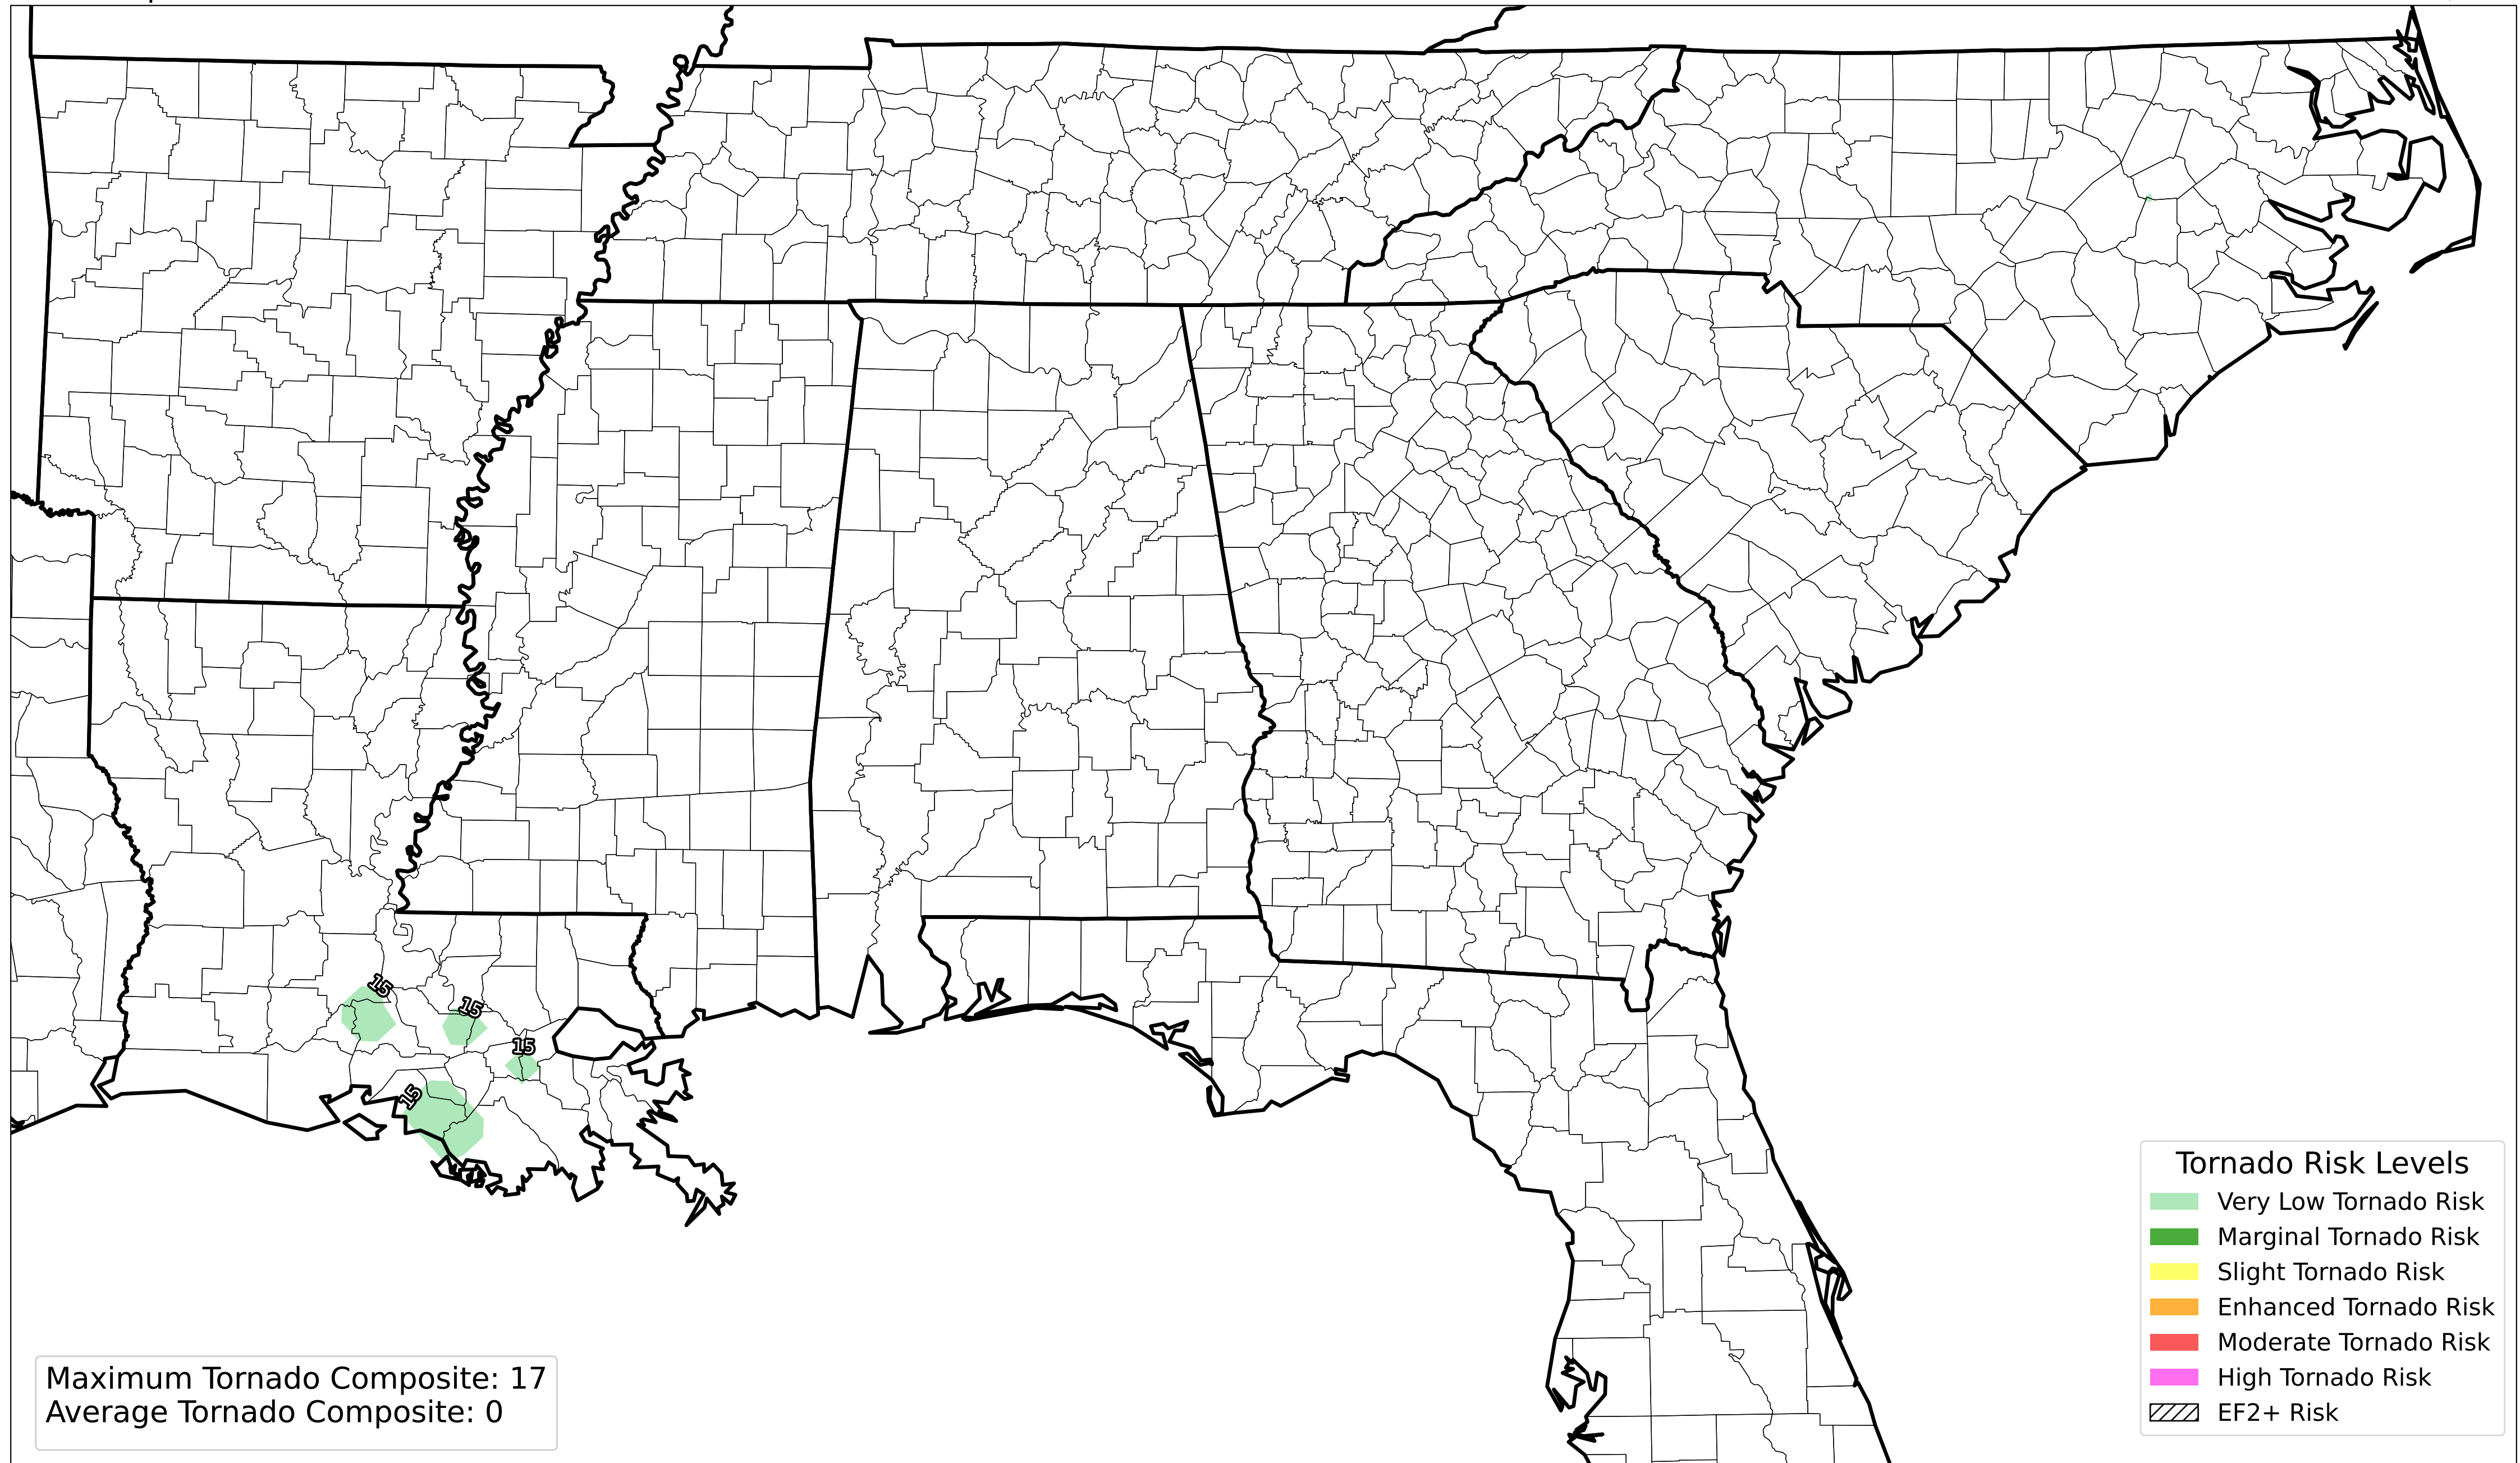 15
15
15
15
Tornado Risk Levels
Very Low Tornado Risk
Marginal Tornado Risk
Slight Tornado Risk
Enhanced Tornado Risk
Moderate Tornado Risk
High Tornado Risk
EF2+ Risk
Maximum Tornado Composite: 17
Average Tornado Composite: 0